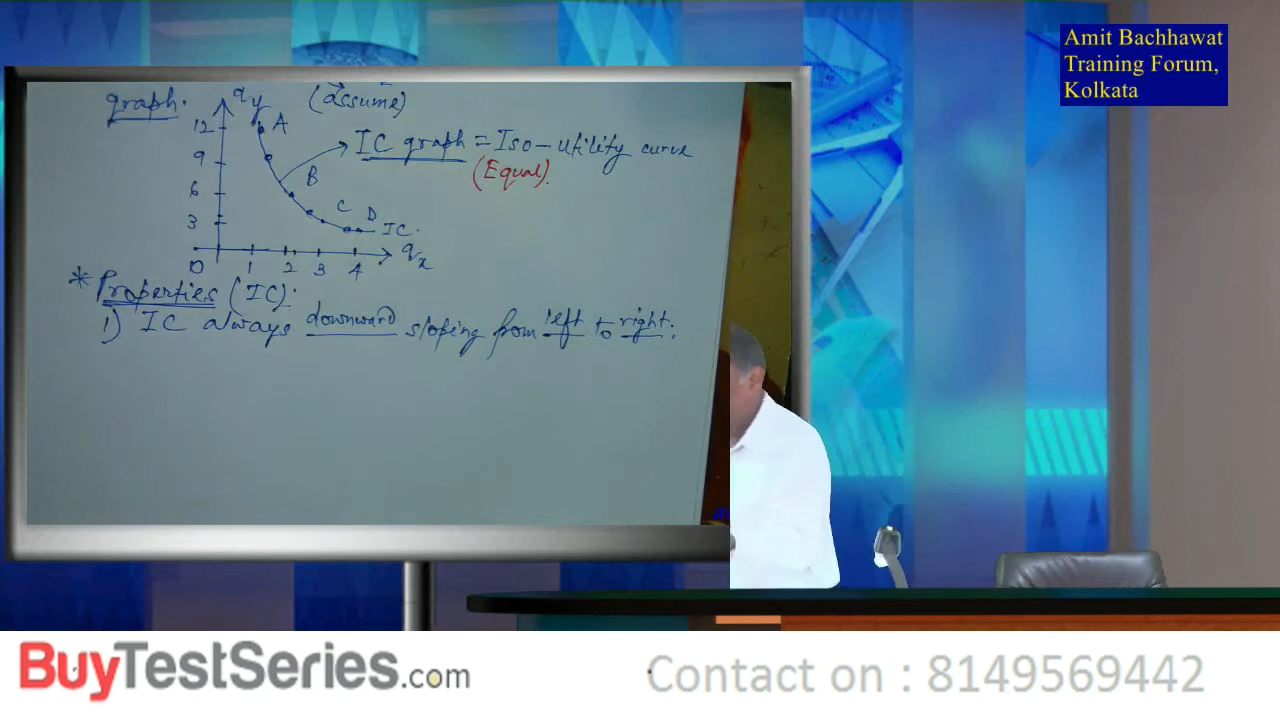 Amit Bachhawat
Training Forum,
Kolkata
graph.
qy
(assume)
12
A
9
IC graph = Iso-utility curve
(Equal).
6
B
3
C
D
IC.
0
1
2
3
4
qx
* Properties (IC).
1) IC always downward sloping from left to right.
BuyTestSeries.com
Contact on : 8149569442